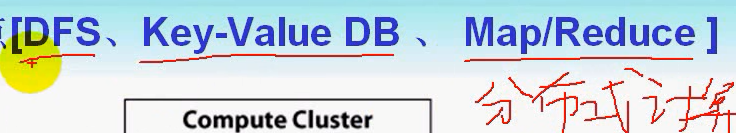 [DFS、Key-Value DB 、 Map/Reduce ]
分布式计算
Compute Cluster